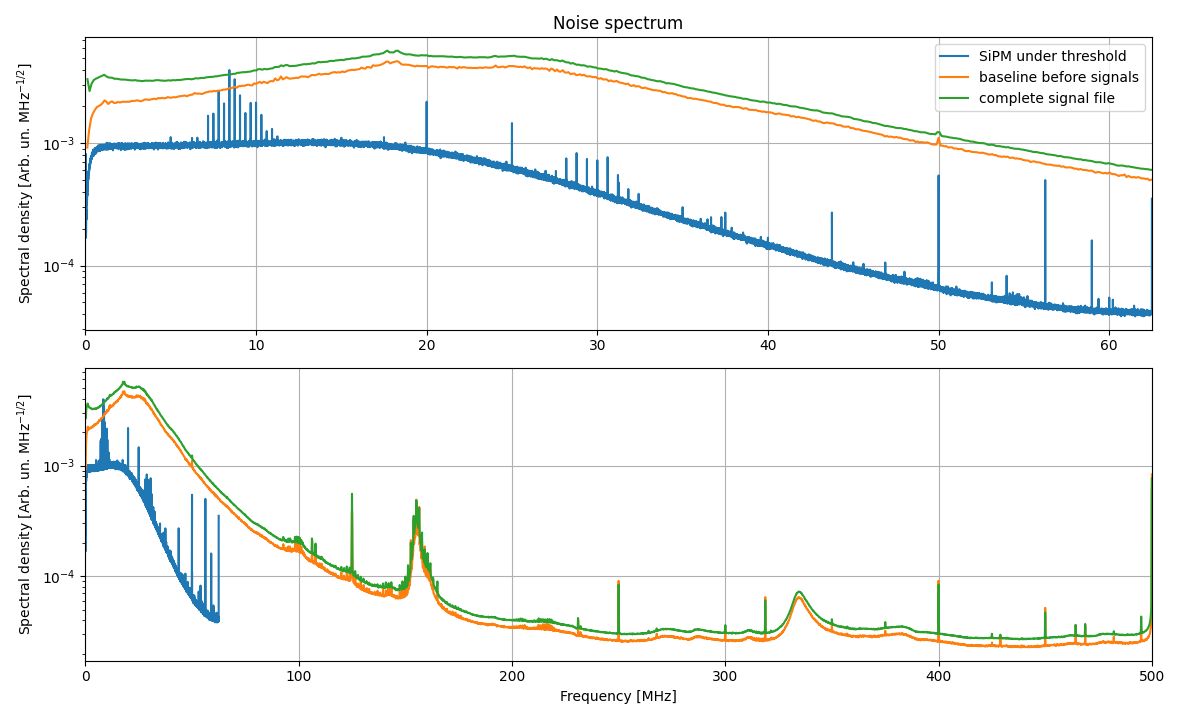 Noise spectrum
Spectral density [Arb. un. MHz^{-1/2}]
10^{-3}
10^{-4}
SiPM under threshold
baseline before signals
complete signal file
0 10 20 30 40 50 60
Spectral density [Arb. un. MHz^{-1/2}]
10^{-3}
10^{-4}
0 100 200 300 400 500
Frequency [MHz]